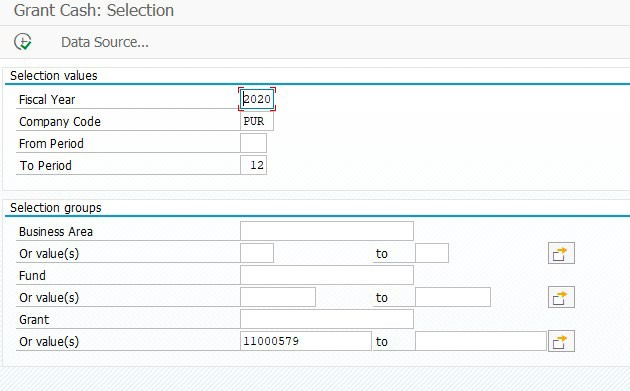 Grant Cash: Selection
Data Source...
Selection values
Fiscal Year 2020
Company Code PUR
From Period
To Period 12
Selection groups
Business Area
Or value(s) to
Fund
Or value(s) to
Grant
Or value(s) 11000579 to